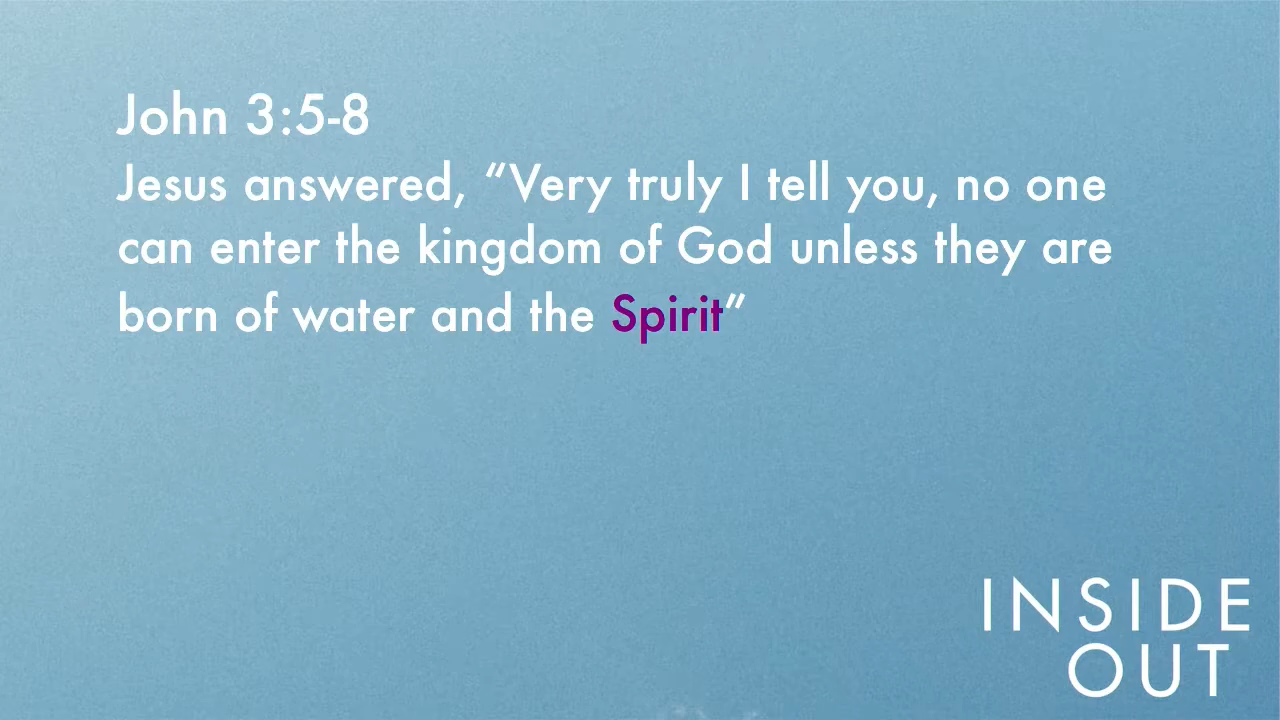 John 3:5-8
Jesus answered, “Very truly I tell you, no one
can enter the kingdom of God unless they are
born of water and the Spirit”
INSIDE
OUT